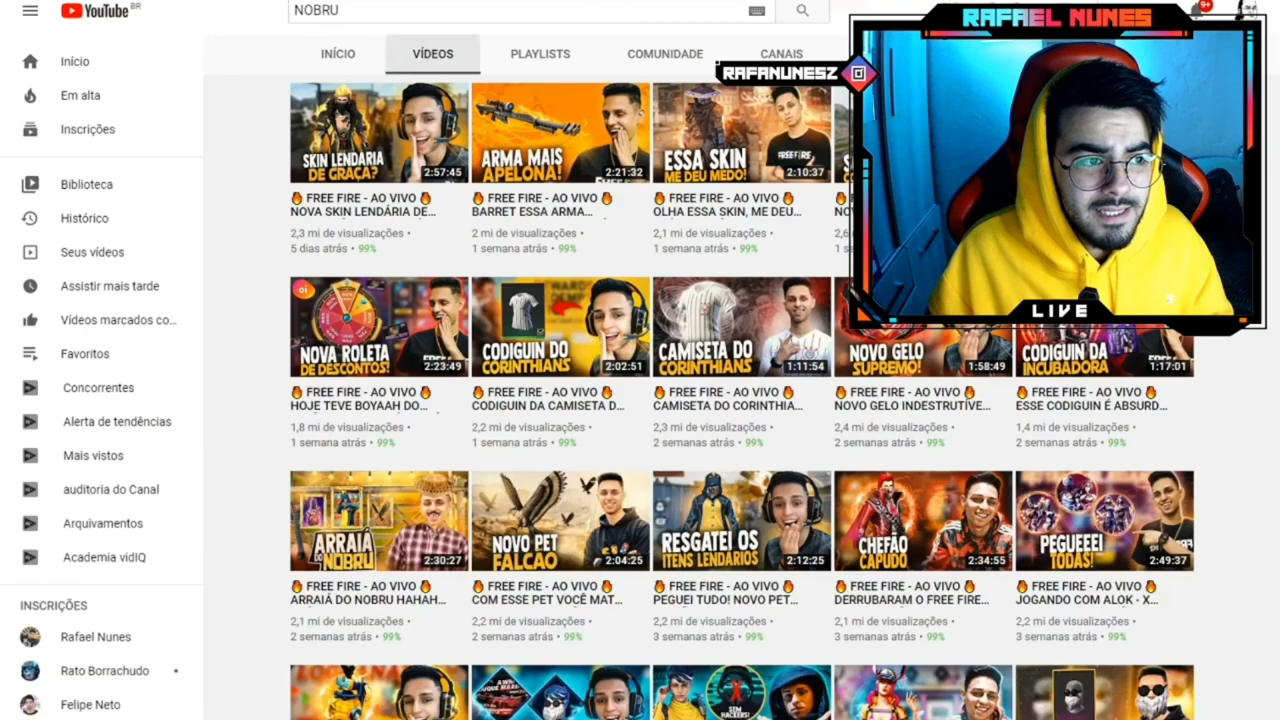 YouTube BR
NOBRU
9+
RAFAEL NUNES
INÍCIO
VÍDEOS
PLAYLISTS
COMUNIDADE
CANAIS
RAFANUNESZ
LIVE
Início
Em alta
Inscrições
Biblioteca
Histórico
Seus vídeos
Assistir mais tarde
Vídeos marcados co...
Favoritos
Concorrentes
Alerta de tendências
Mais vistos
auditoria do Canal
Arquivamentos
Academia vidIQ
INSCRIÇÕES
Rafael Nunes
Rato Borrachudo
Felipe Neto
SKIN LENDÁRIA
DE GRAÇA?
2:57:45
FREE FIRE - AO VIVO
NOVA SKIN LENDÁRIA DE...
2,3 mi de visualizações •
5 dias atrás • 99%
ARMA MAIS
APELONA!
2:21:32
FREE FIRE - AO VIVO
BARRET ESSA ARMA...
2 mi de visualizações •
1 semana atrás • 99%
FREEFIRE
ESSA SKIN
ME DEU MEDO!
2:10:37
FREE FIRE - AO VIVO
OLHA ESSA SKIN, ME DEU...
2,1 mi de visualizações •
1 semana atrás • 99%
oi
NOVA ROLETA
DE DESCONTOS!
2:23:49
FREE FIRE - AO VIVO
HOJE TEVE BOYAAH DO...
1,8 mi de visualizações •
1 semana atrás • 99%
CODIGUIN DO
CORINTHIANS
2:02:51
FREE FIRE - AO VIVO
CODIGUIN DA CAMISETA D...
2,2 mi de visualizações •
1 semana atrás • 99%
CAMISETA DO
CORINTHIANS
1:11:54
FREE FIRE - AO VIVO
CAMISETA DO CORINTHIA...
2,3 mi de visualizações •
2 semanas atrás • 99%
NOVO GELO
SUPREMO!
1:58:49
FREE FIRE - AO VIVO
NOVO GELO INDESTRUTÍVE...
2,4 mi de visualizações •
2 semanas atrás • 99%
CODIGUIN DA
INCUBADORA
1:17:01
FREE FIRE - AO VIVO
ESSE CODIGUIN É ABSURD...
1,4 mi de visualizações •
2 semanas atrás • 99%
ARRAIÁ
DO NOBRU
2:30:27
FREE FIRE - AO VIVO
ARRAIÁ DO NOBRU HAHAH...
2,1 mi de visualizações •
2 semanas atrás • 99%
NOVO PET
FALCÃO
2:04:25
FREE FIRE - AO VIVO
COM ESSE PET VOCÊ MAT...
2,2 mi de visualizações •
2 semanas atrás • 99%
RESGATEI OS
ITENS LENDÁRIOS
2:12:25
FREE FIRE - AO VIVO
PEGUEI TUDO! NOVO PET...
2,2 mi de visualizações •
3 semanas atrás • 99%
CHEFÃO
CAPUDO
2:34:55
FREE FIRE - AO VIVO
DERRUBARAM O FREE FIRE...
2,2 mi de visualizações •
3 semanas atrás • 99%
PEGUEEEI
TODAS!
2:49:37
FREE FIRE - AO VIVO
JOGANDO COM ALOK - X...
2,2 mi de visualizações •
3 semanas atrás • 99%
SEM
HACKERS!